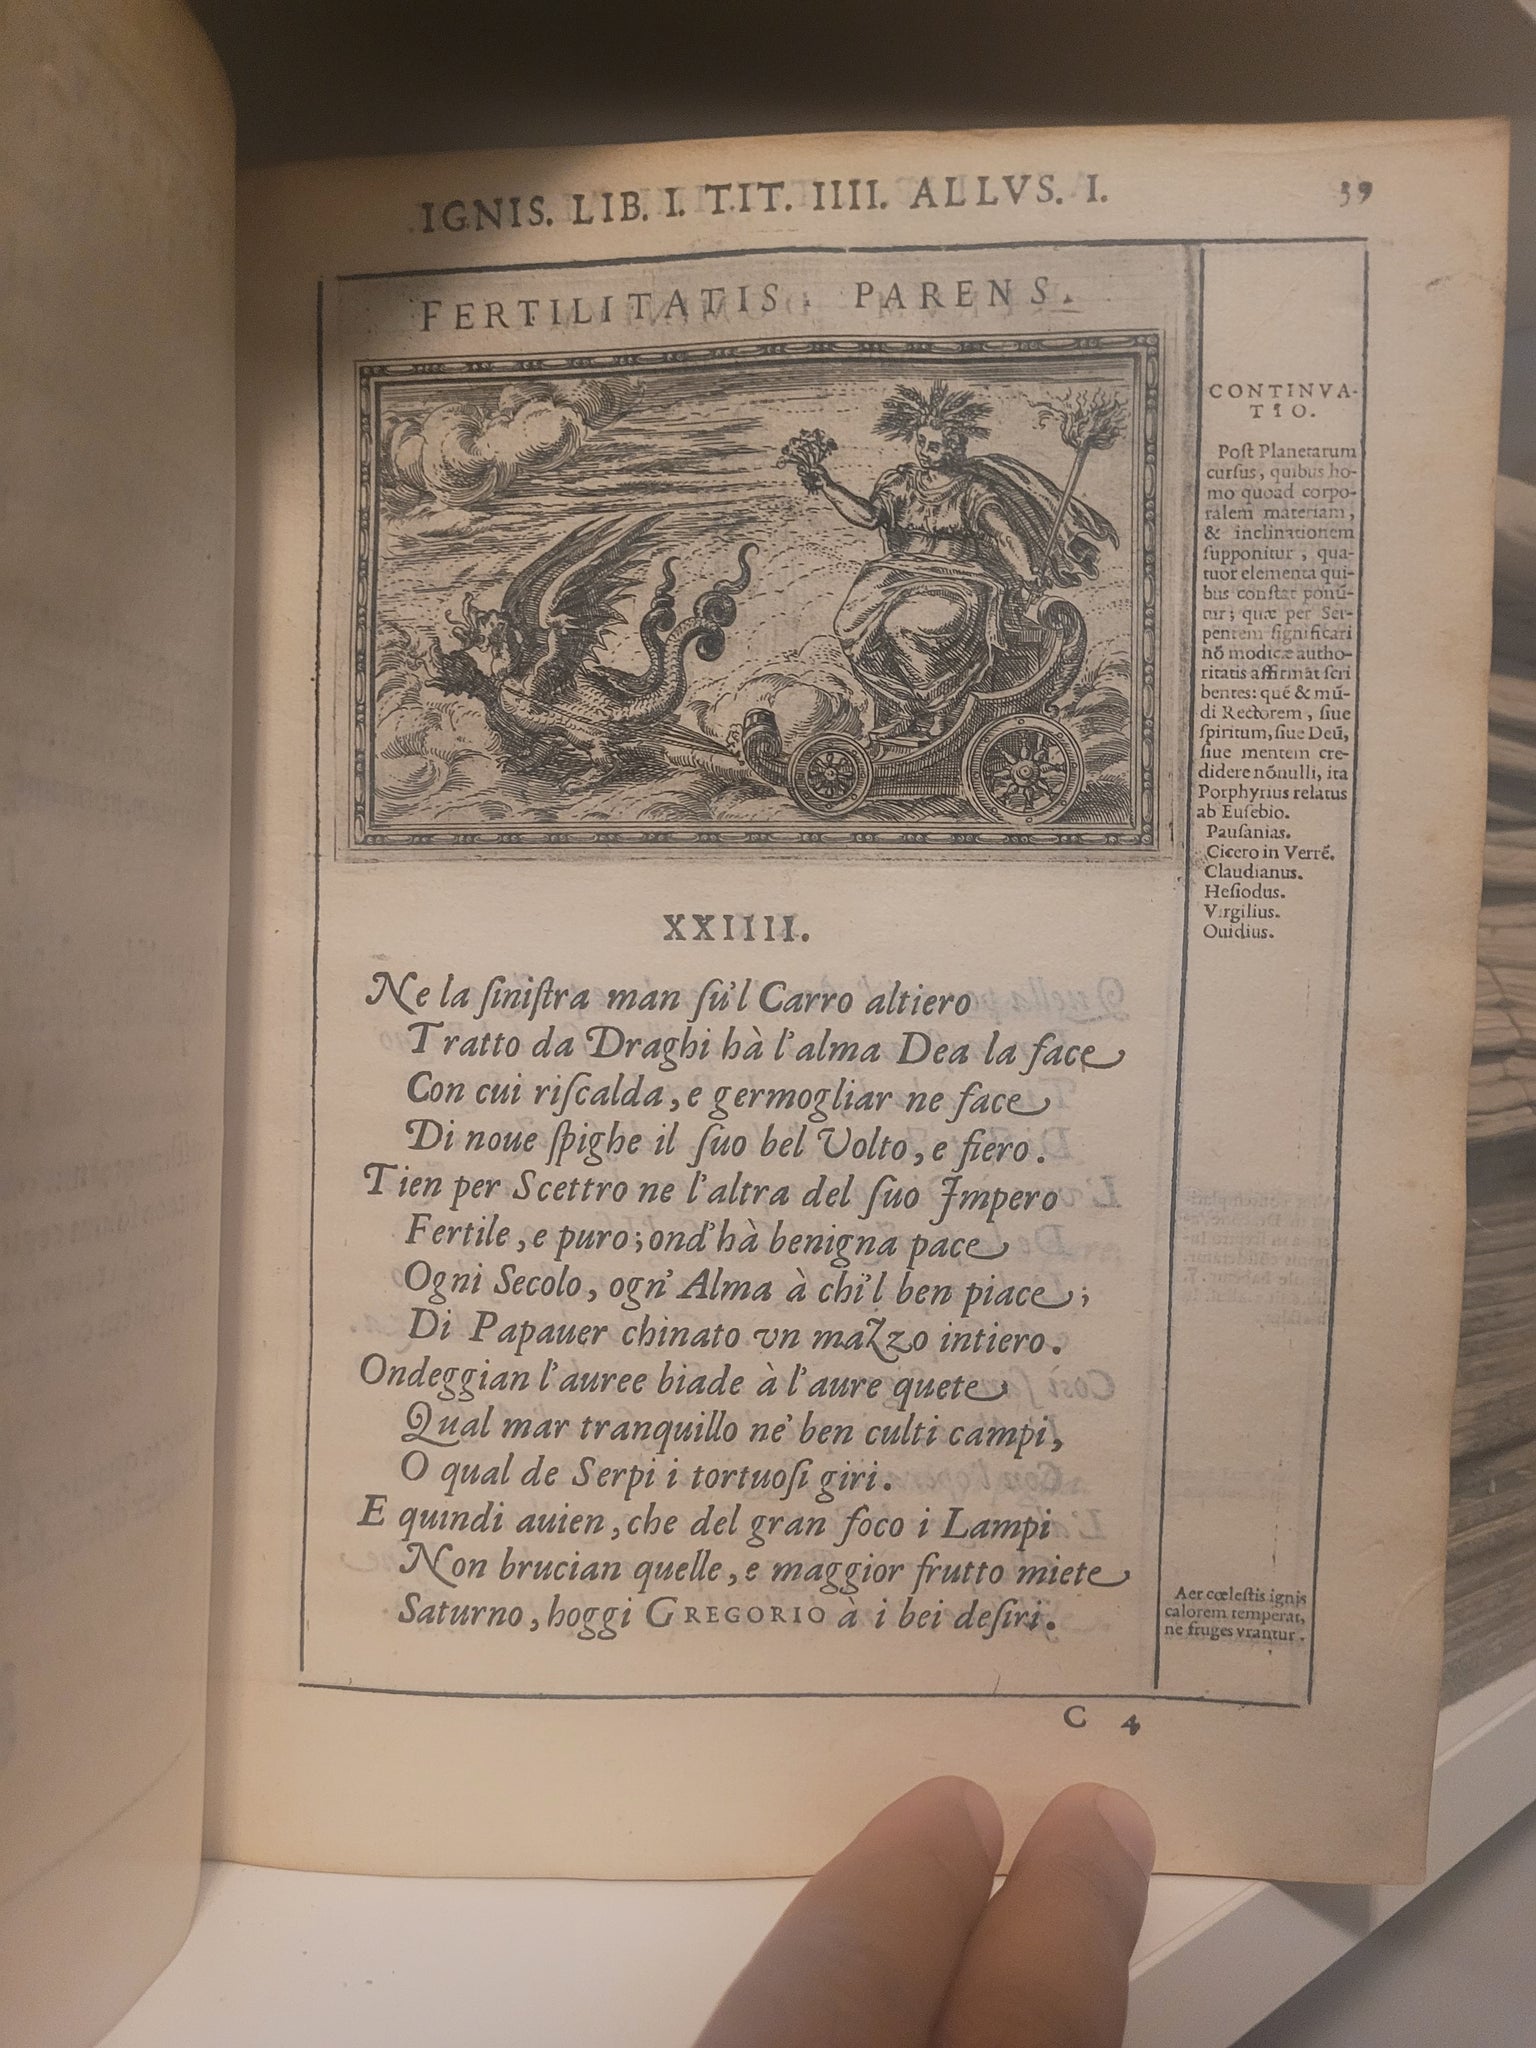 IGNIS. LIB. I. TIT. IIII. ALLVS. I.
39
FERTILITATIS. PARENS.
CONTINVA-
TIO.
Post Planetarum
cursus, quibus ho-
mo quoad corpo-
ralem materiam,
& inclinationem
supponitur, qua-
tuor elementa qui-
bus constat ponũ-
tur; quæ per Ser-
pentem significari
nõ modicæ autho-
ritatis affirmãt scri
bentes: quẽ & mũ-
di Rectorem, siue
spiritum, siue Deũ,
siue mentem cre-
didere nõnulli, ita
Porphyrius relatus
ab Eusebio.
Pausanias.
Cicero in Verrẽ.
Claudianus.
Hesiodus.
Virgilius.
Ouidius.
XXIIII.
Ne la sinistra man su'l Carro altiero
Tratto da Draghi hà l'alma Dea la face
Con cui riscalda, e germogliar ne face
Di noue spighe il suo bel Volto, e fiero.
Tien per Scettro ne l'altra del suo Impero
Fertile, e puro; ond'hà benigna pace
Ogni Secolo, ogn' Alma à chi'l ben piace;
Di Papauer chinato vn mazzo intiero.
Ondeggian l'auree biade à l'aure quete
Qual mar tranquillo ne' ben culti campi,
O qual de Serpi i tortuosi giri.
E quindi auien, che del gran foco i Lampi
Non brucian quelle, e maggior frutto miete
Saturno, hoggi GREGORIO à i bei desiri.
Aer cœlestis ignis
calorem temperat,
ne fruges vrantur.
C 4